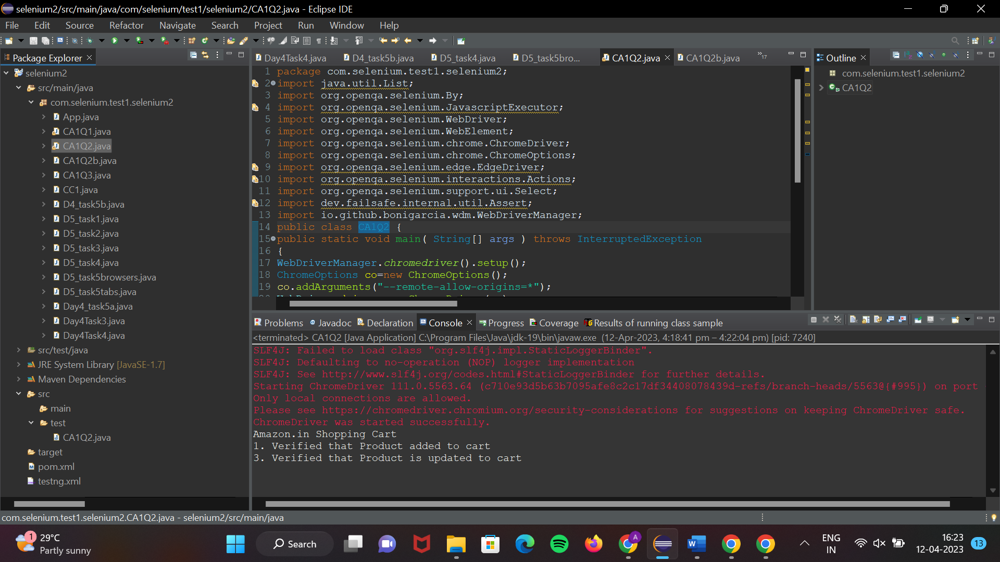 selenium2/src/main/java/com/selenium/test1/selenium2/CA1Q2.java - Eclipse IDE
File Edit Source Refactor Navigate Search Project Run Window Help
Package Explorer
selenium2
src/main/java
com.selenium.test1.selenium2
App.java
CA1Q1.java
CA1Q2.java
CA1Q2b.java
CA1Q3.java
CC1.java
D4_task5b.java
D5_task1.java
D5_task2.java
D5_task3.java
D5_task4.java
D5_task5browsers.java
D5_task5tabs.java
Day4_task5a.java
Day4Task3.java
Day4Task4.java
src/test/java
JRE System Library [JavaSE-1.7]
Maven Dependencies
src
main
test
CA1Q2.java
target
pom.xml
testng.xml
Day4Task4.java D4_task5b.java D5_task4.java D5_task5bro... CA1Q2.java CA1Q2b.java »17
1 package com.selenium.test1.selenium2;
2 import java.util.List;
3 import org.openqa.selenium.By;
4 import org.openqa.selenium.JavascriptExecutor;
5 import org.openqa.selenium.WebDriver;
6 import org.openqa.selenium.WebElement;
7 import org.openqa.selenium.chrome.ChromeDriver;
8 import org.openqa.selenium.chrome.ChromeOptions;
9 import org.openqa.selenium.edge.EdgeDriver;
10 import org.openqa.selenium.interactions.Actions;
11 import org.openqa.selenium.support.ui.Select;
12 import dev.failsafe.internal.util.Assert;
13 import io.github.bonigarcia.wdm.WebDriverManager;
14 public class CA1Q2 {
15 public static void main( String[] args ) throws InterruptedException
16 {
17 WebDriverManager.chromedriver().setup();
18 ChromeOptions co=new ChromeOptions();
19 co.addArguments("--remote-allow-origins=*");
Outline
com.selenium.test1.selenium2
CA1Q2
Problems Javadoc Declaration Console Progress Coverage Results of running class sample
<terminated> CA1Q2 [Java Application] C:\Program Files\Java\jdk-19\bin\javaw.exe (12-Apr-2023, 4:18:41 pm – 4:22:04 pm) [pid: 7240]
SLF4J: Failed to load class "org.slf4j.impl.StaticLoggerBinder".
SLF4J: Defaulting to no-operation (NOP) logger implementation
SLF4J: See http://www.slf4j.org/codes.html#StaticLoggerBinder for further details.
Starting ChromeDriver 111.0.5563.64 (c710e93d5b63b7095afe8c2c17df34408078439d-refs/branch-heads/5563@{#995}) on port
Only local connections are allowed.
Please see https://chromedriver.chromium.org/security-considerations for suggestions on keeping ChromeDriver safe.
ChromeDriver was started successfully.
Amazon.in Shopping Cart
1. Verified that Product added to cart
3. Verified that Product is updated to cart
com.selenium.test1.selenium2.CA1Q2.java - selenium2/src/main/java
1
29°C
Partly sunny
Search
A
ENG
IN
16:23
12-04-2023
13